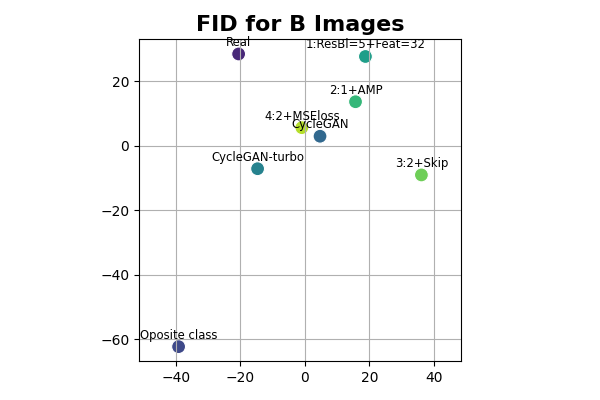 FID for B Images
Real
1:ResBl=5+Feat=32
2:1+AMP
4:2+MSEloss
CycleGAN
CycleGAN-turbo
3:2+Skip
Oposite class
20
0
−20
−40
−60
−40
−20
0
20
40